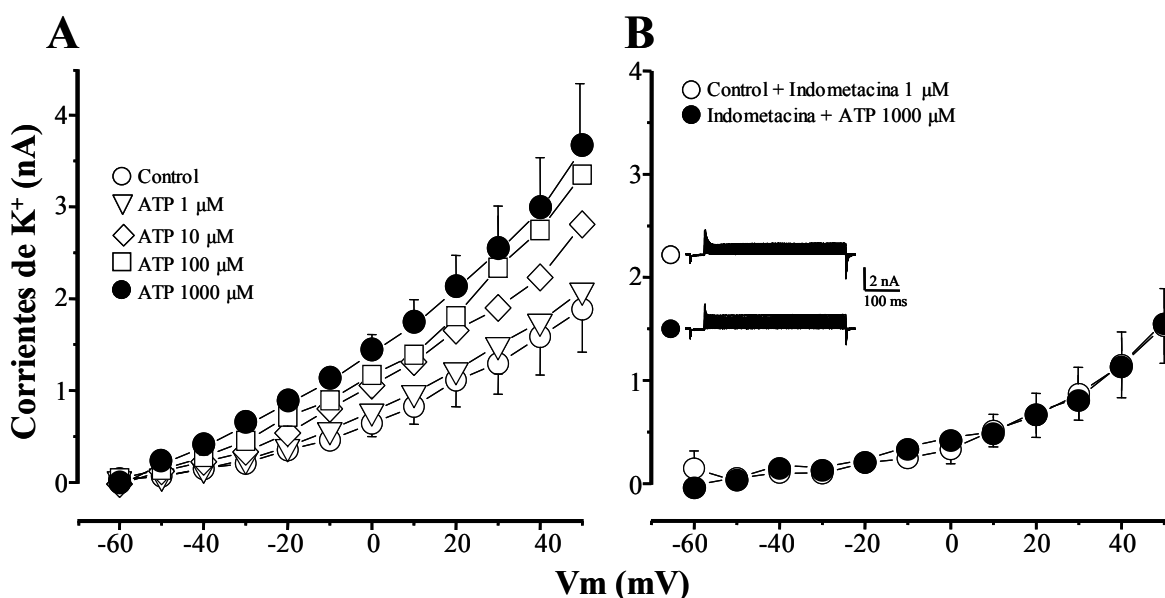 A
Corrientes de K⁺ (nA)
4
3
2
1
0
Control
ATP 1 μM
ATP 10 μM
ATP 100 μM
ATP 1000 μM
-60 -40 -20 0 20 40
B
4
3
2
1
0
Control + Indometacina 1 μM
Indometacina + ATP 1000 μM
2 nA
100 ms
-60 -40 -20 0 20 40
Vm (mV)